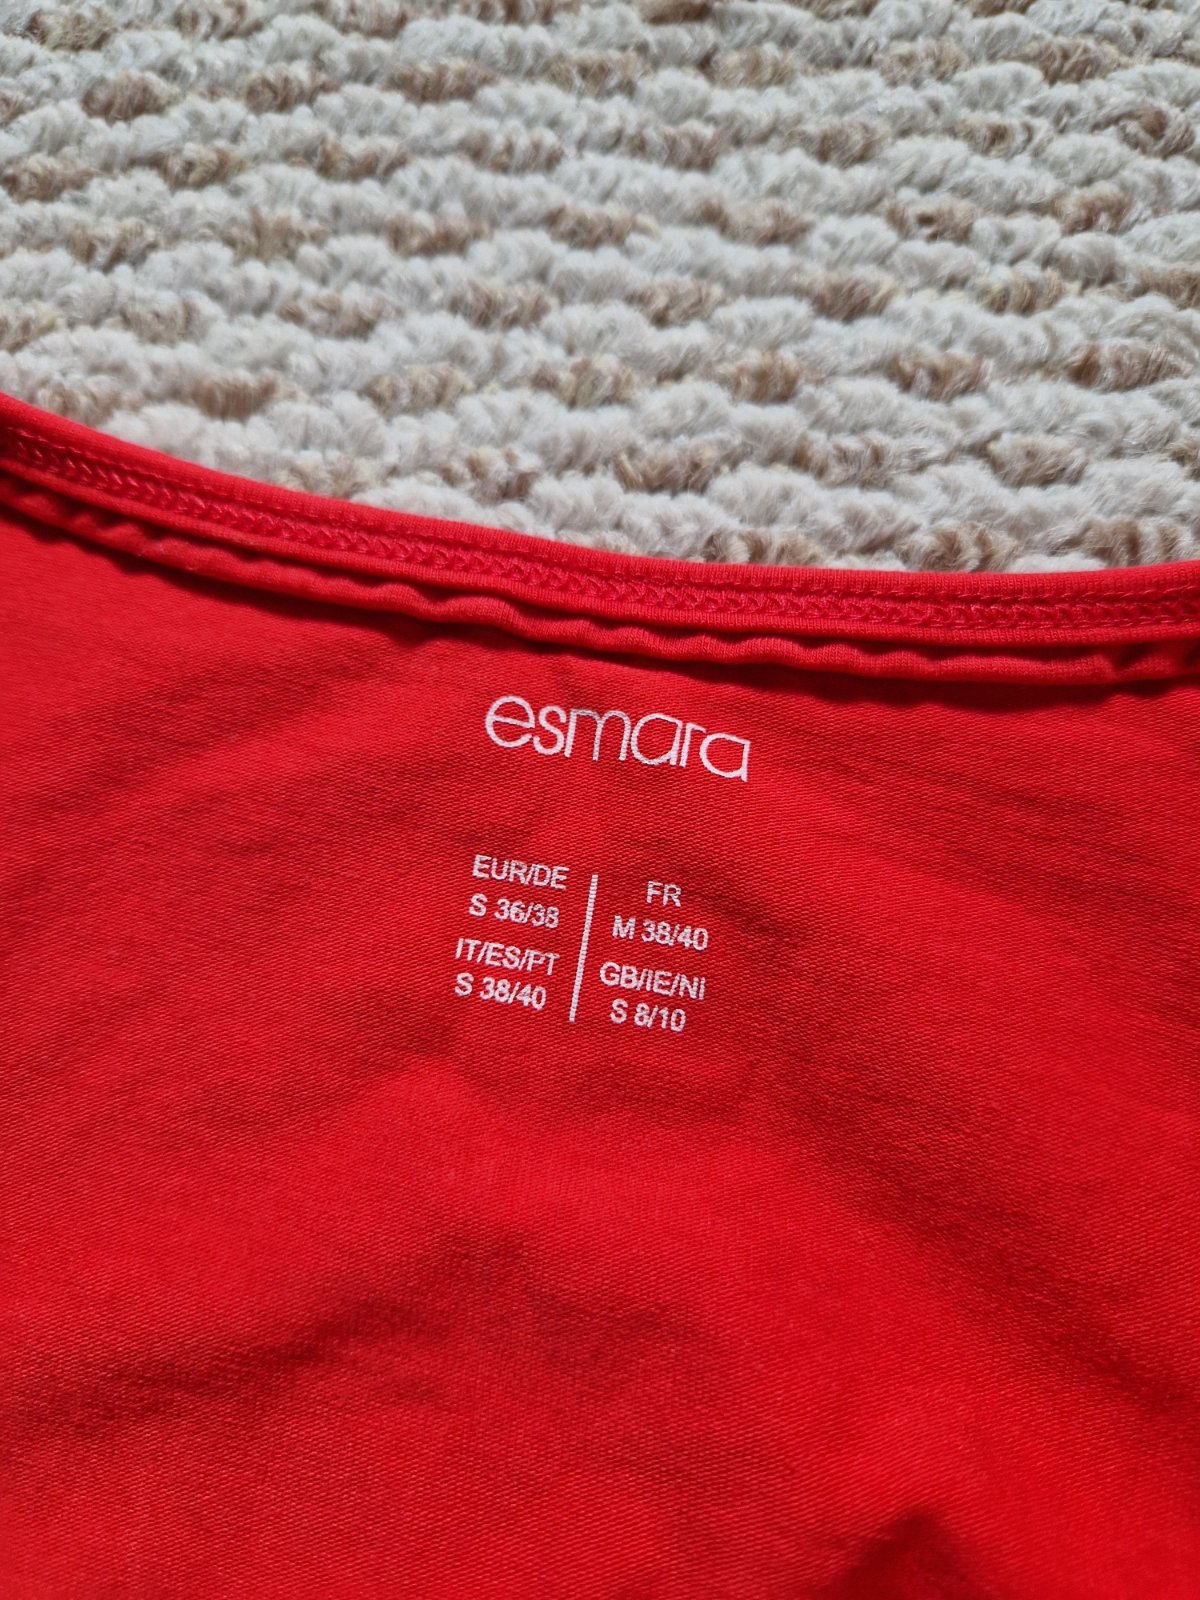 esmara
EUR/DE
S 36/38
IT/ES/PT
S 38/40
FR
M 38/40
GB/IE/NI
S 8/10